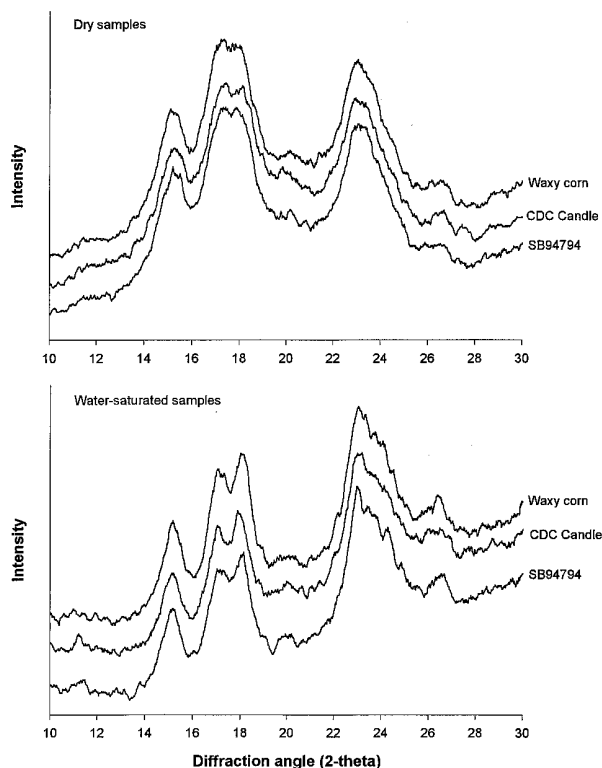 Dry samples
Intensity
Waxy corn
CDC Candle
SB94794
10 12 14 16 18 20 22 24 26 28 30
Water-saturated samples
Intensity
Waxy corn
CDC Candle
SB94794
10 12 14 16 18 20 22 24 26 28 30
Diffraction angle (2-theta)